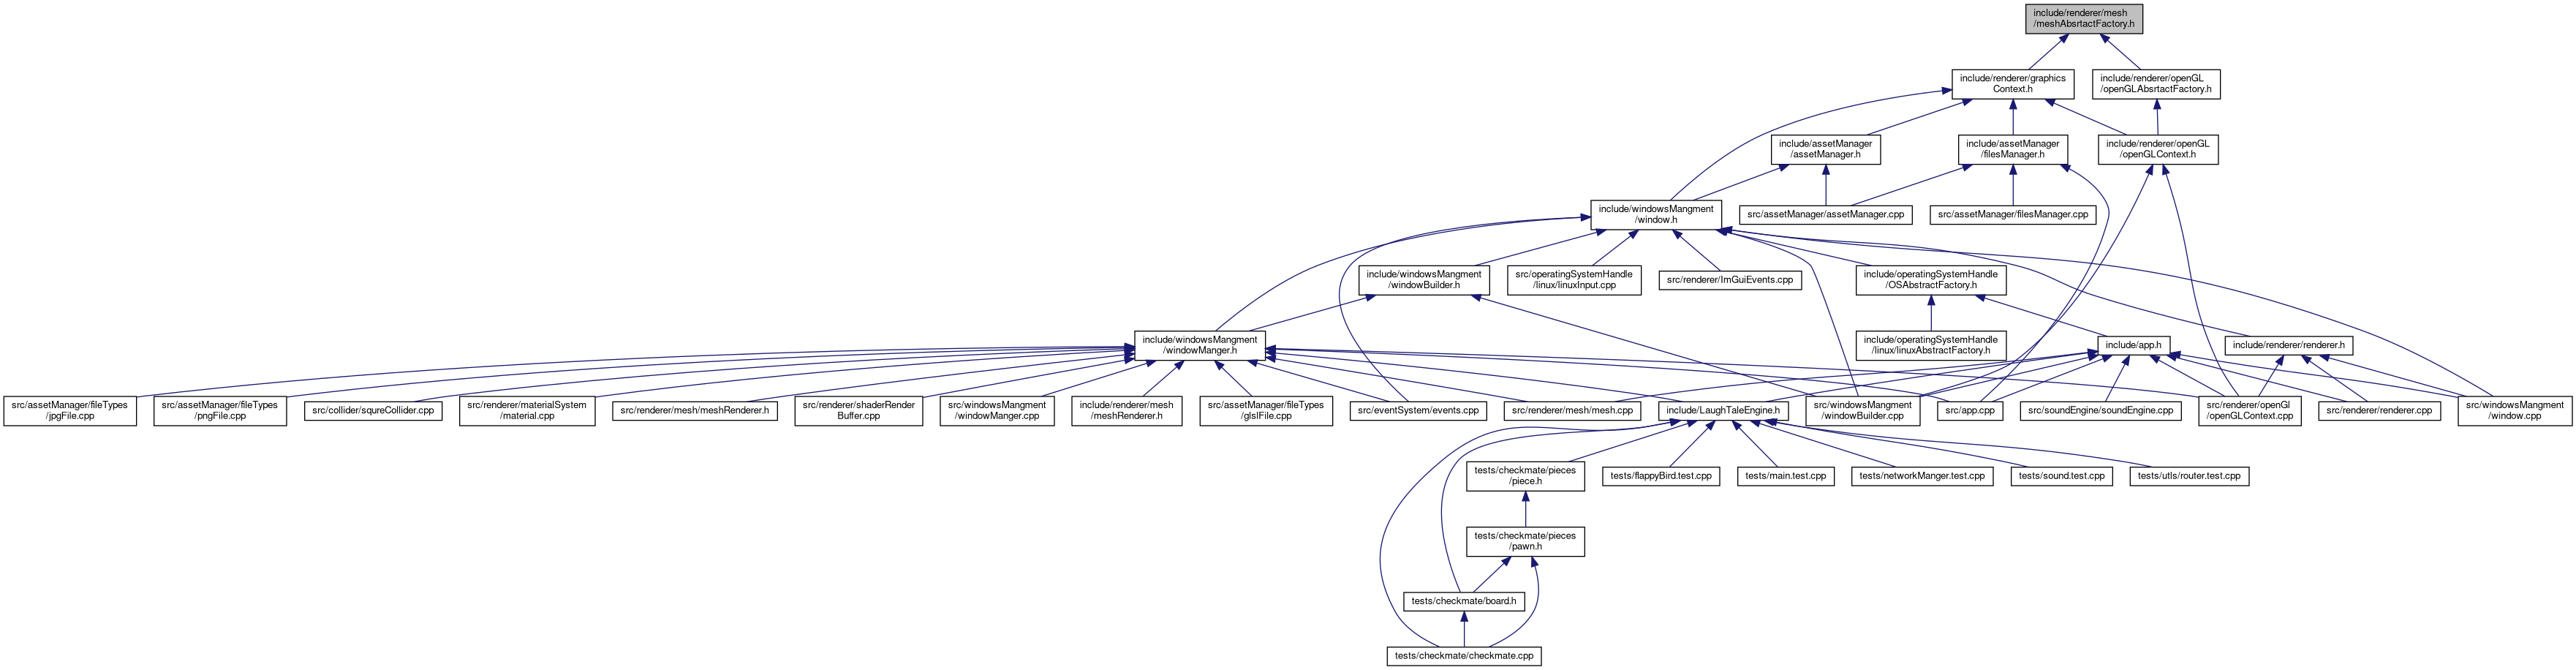 include/renderer/mesh
/meshAbsrtactFactory.h
include/renderer/graphics
Context.h
include/renderer/openGL
/openGLAbsrtactFactory.h
include/assetManager
/assetManager.h
include/assetManager
/filesManager.h
include/renderer/openGL
/openGLContext.h
include/windowsMangment
/window.h
src/assetManager/assetManager.cpp
src/assetManager/filesManager.cpp
include/windowsMangment
/windowBuilder.h
src/operatingSystemHandle
/linux/linuxInput.cpp
src/renderer/ImGuiEvents.cpp
include/operatingSystemHandle
/OSAbstractFactory.h
include/windowsMangment
/windowManger.h
include/operatingSystemHandle
/linux/linuxAbstractFactory.h
include/app.h
include/renderer/renderer.h
src/assetManager/fileTypes
/jpgFile.cpp
src/assetManager/fileTypes
/pngFile.cpp
src/collider/squreCollider.cpp
src/renderer/materialSystem
/material.cpp
src/renderer/mesh/meshRenderer.h
src/renderer/shaderRender
Buffer.cpp
src/windowsMangment
/windowManger.cpp
include/renderer/mesh
/meshRenderer.h
src/assetManager/fileTypes
/glslFile.cpp
src/eventSystem/events.cpp
src/renderer/mesh/mesh.cpp
include/LaughTaleEngine.h
src/windowsMangment
/windowBuilder.cpp
src/app.cpp
src/soundEngine/soundEngine.cpp
src/renderer/openGl
/openGLContext.cpp
src/renderer/renderer.cpp
src/windowsMangment
/window.cpp
tests/checkmate/pieces
/piece.h
tests/flappyBird.test.cpp
tests/main.test.cpp
tests/networkManger.test.cpp
tests/sound.test.cpp
tests/utls/router.test.cpp
tests/checkmate/pieces
/pawn.h
tests/checkmate/board.h
tests/checkmate/checkmate.cpp